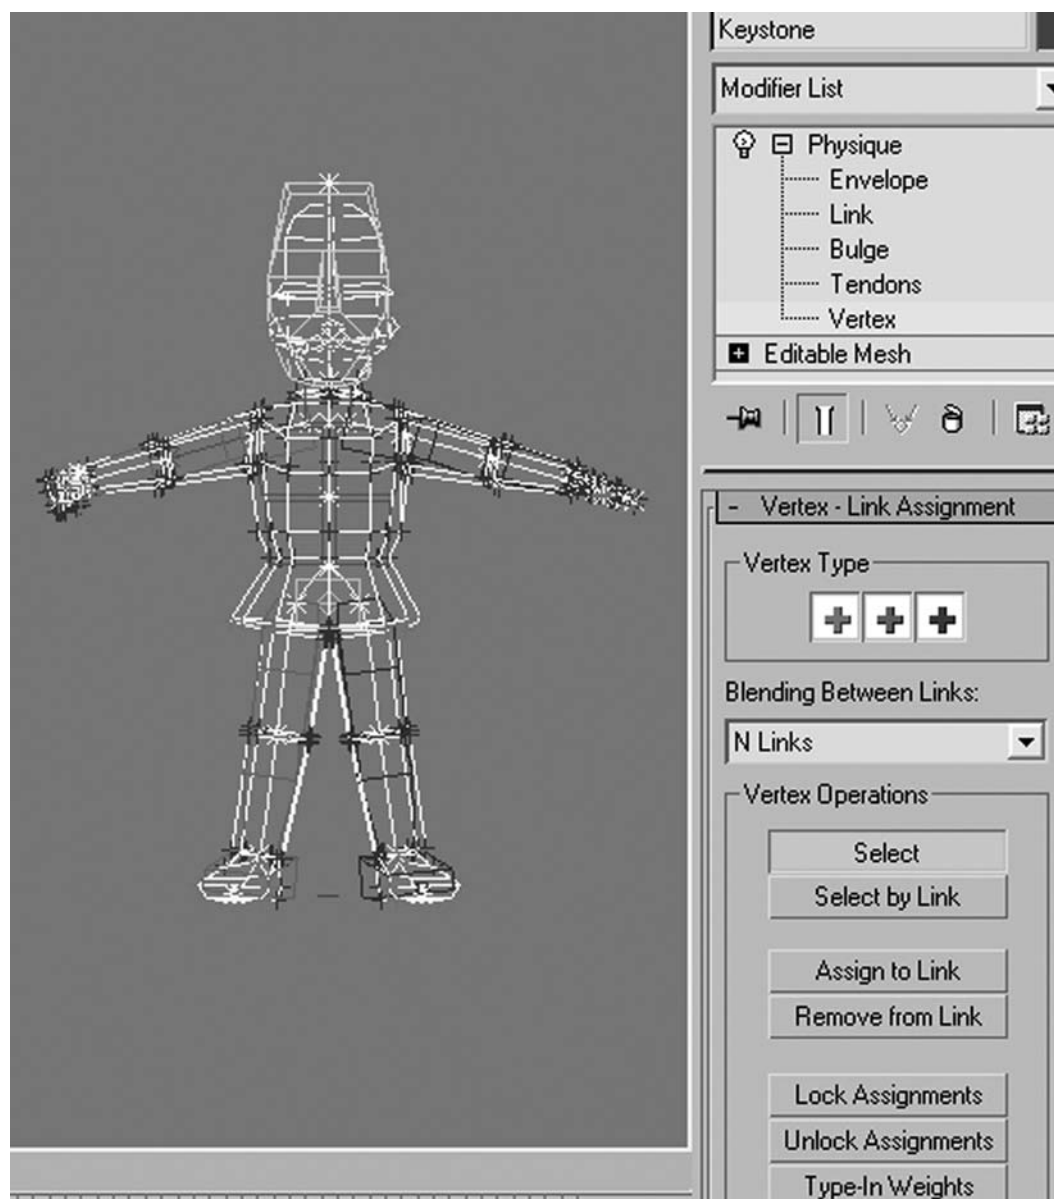 Keystone
Modifier List
Physique
Envelope
Link
Bulge
Tendons
Vertex
Editable Mesh
- Vertex - Link Assignment
Vertex Type
Blending Between Links:
N Links
Vertex Operations
Select
Select by Link
Assign to Link
Remove from Link
Lock Assignments
Unlock Assignments
Type-In Weights